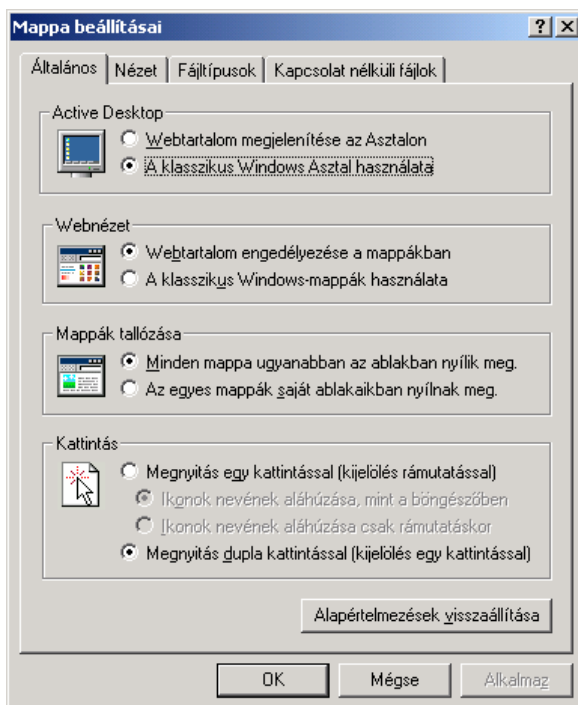 Mappa beállításai
Általános Nézet Fájltípusok Kapcsolat nélküli fájlok
Active Desktop
Webtartalom megjelenítése az Asztalon
A klasszikus Windows Asztal használata
Webnézet
Webtartalom engedélyezése a mappákban
A klasszikus Windows-mappák használata
Mappák tallózása
Minden mappa ugyanabban az ablakban nyílik meg.
Az egyes mappák saját ablakaikban nyílnak meg.
Kattintás
Megnyitás egy kattintással (kijelölés rámutatással)
Ikonok nevének aláhúzása, mint a böngészőben
Ikonok nevének aláhúzása csak rámutatáskor
Megnyitás dupla kattintással (kijelölés egy kattintással)
Alapértelmezések visszaállítása
OK Mégse Alkalmaz